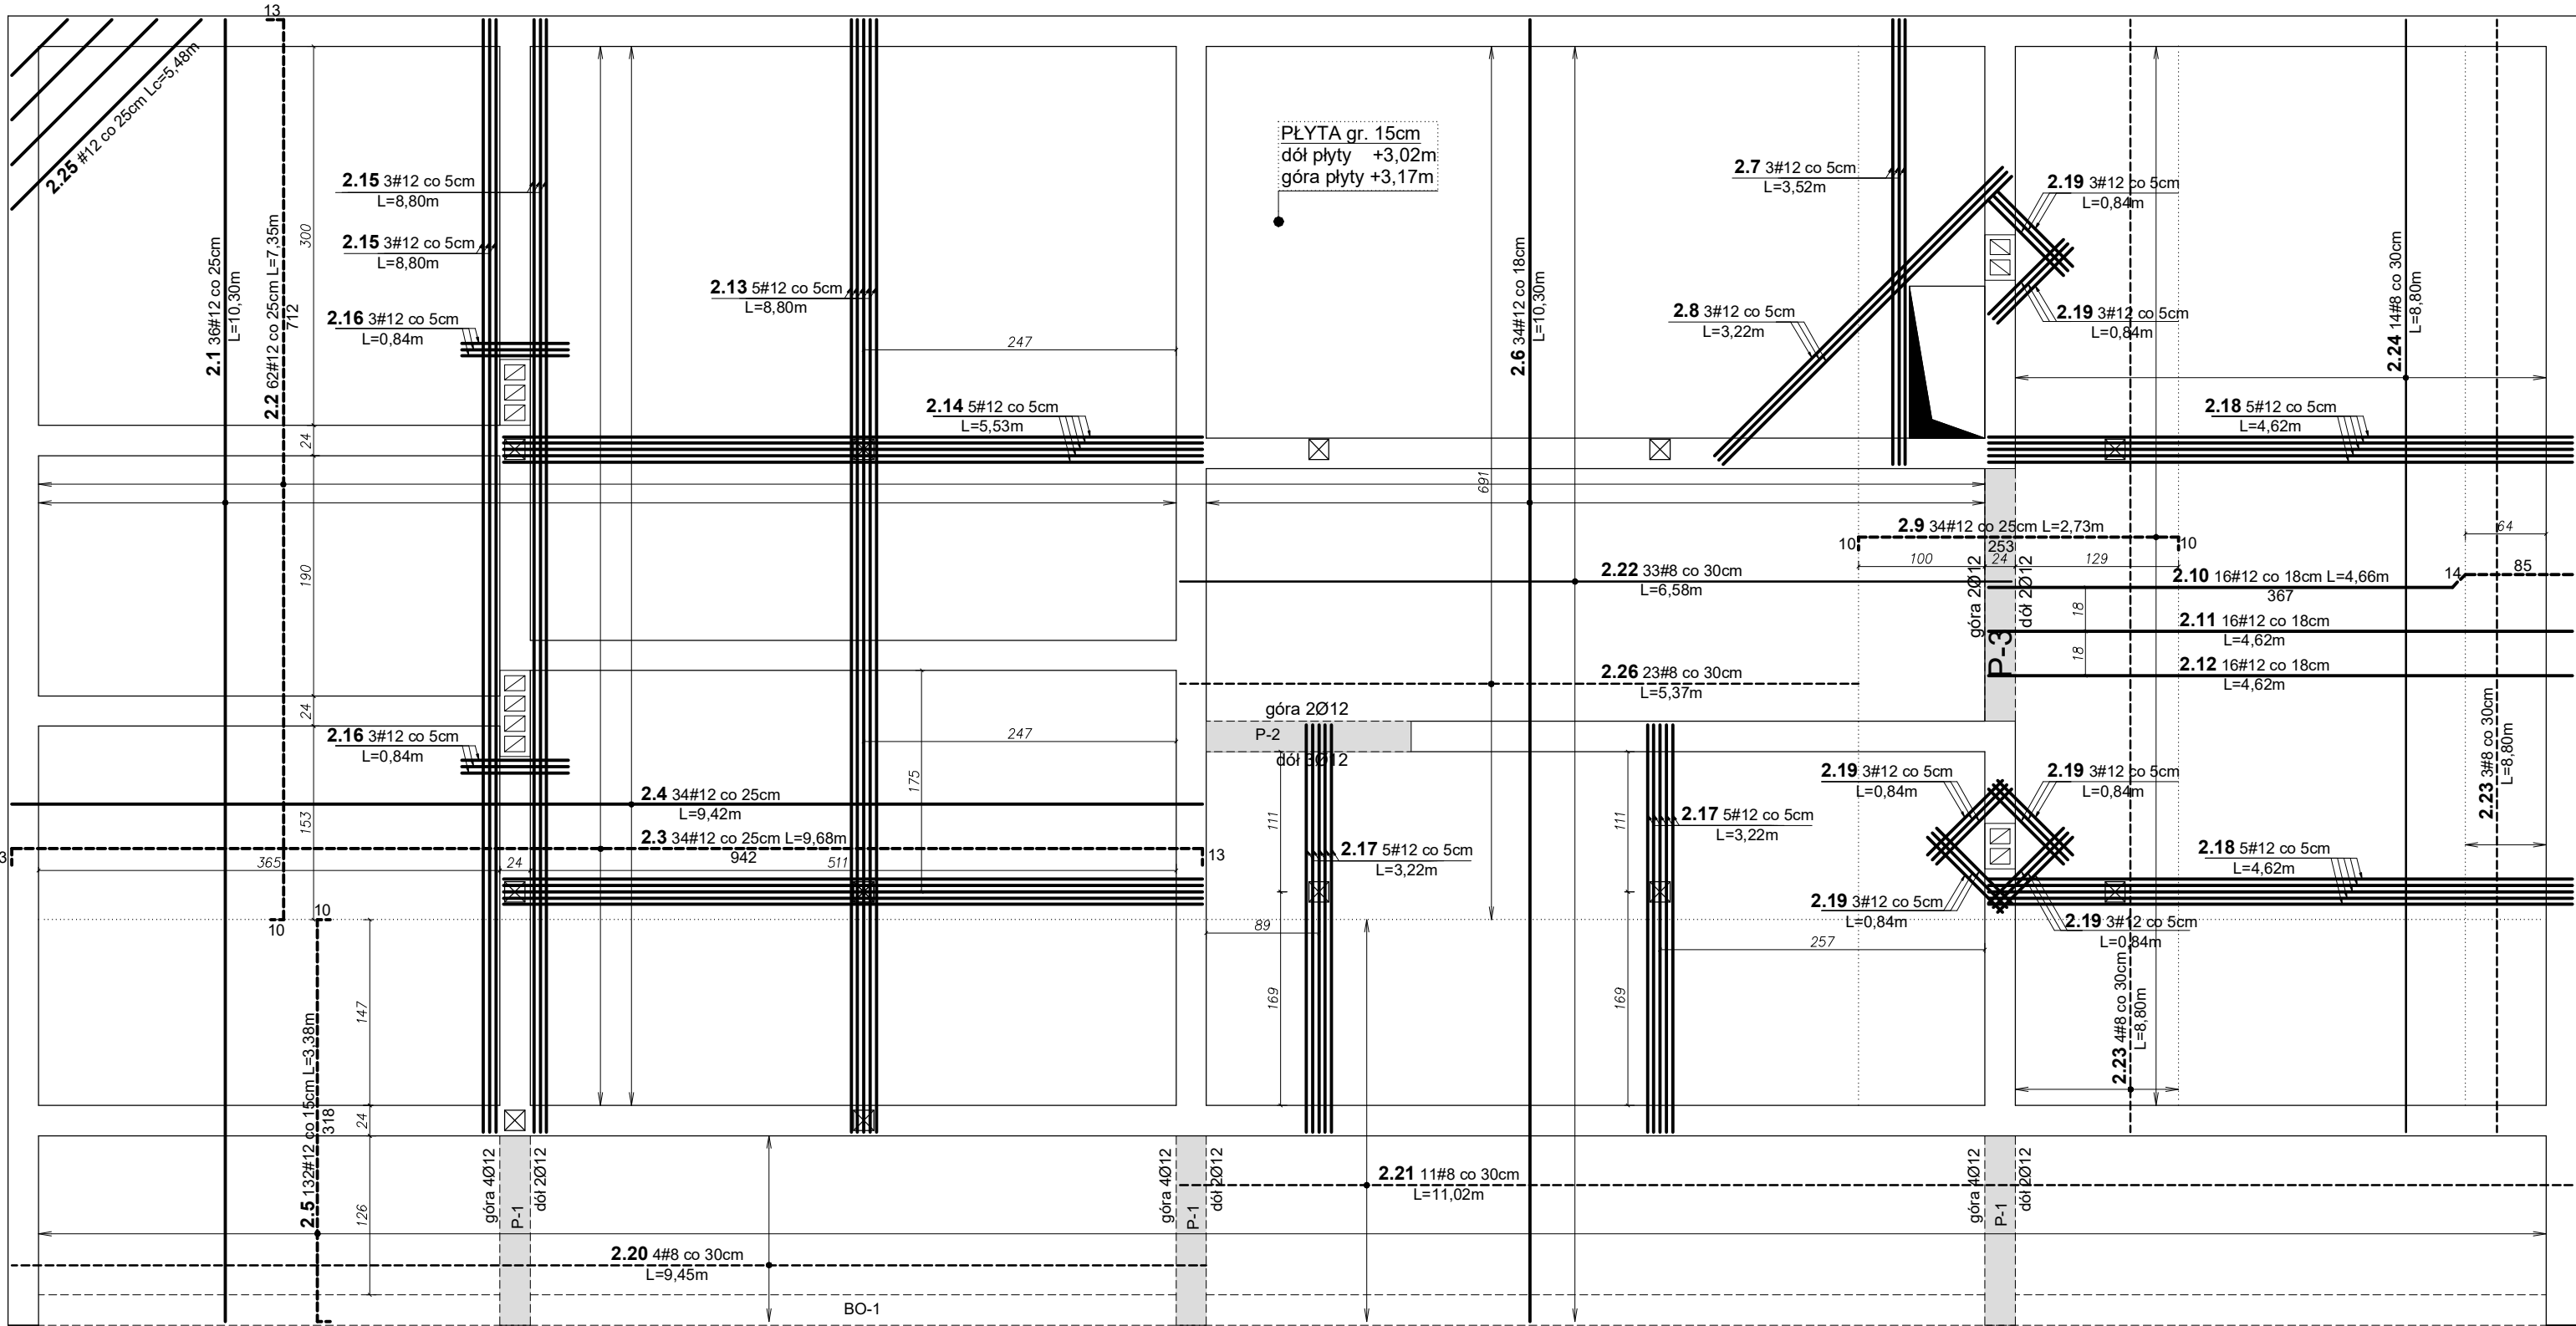 13
2.25 #12 co 25cm Lc=5,48m
2.1 36#12 co 25cm
L=10,30m
2.2 62#12 co 25cm L=7,35m
712
300
24
190
24
153
2.15 3#12 co 5cm
L=8,80m
2.15 3#12 co 5cm
L=8,80m
2.16 3#12 co 5cm
L=0,84m
2.13 5#12 co 5cm
L=8,80m
247
2.14 5#12 co 5cm
L=5,53m
PŁYTA gr. 15cm
dół płyty +3,02m
góra płyty +3,17m
2.6 34#12 co 18cm
L=10,30m
2.7 3#12 co 5cm
L=3,52m
2.8 3#12 co 5cm
L=3,22m
2.19 3#12 co 5cm
L=0,84m
2.19 3#12 co 5cm
L=0,84m
2.24 14#8 co 30cm
L=8,80m
2.18 5#12 co 5cm
L=4,62m
691
2.9 34#12 co 25cm L=2,73m
10
253
10
100
24
129
64
2.22 33#8 co 30cm
L=6,58m
góra 2Ø12
dół 2Ø12
P-3
2.10 16#12 co 18cm L=4,66m
367
14
85
18
2.11 16#12 co 18cm
L=4,62m
18
2.12 16#12 co 18cm
L=4,62m
2.26 23#8 co 30cm
L=5,37m
góra 2Ø12
P-2
dół 3Ø12
2.23 3#8 co 30cm
L=8,80m
2.16 3#12 co 5cm
L=0,84m
247
175
2.4 34#12 co 25cm
L=9,42m
2.3 34#12 co 25cm L=9,68m
942
3
13
365
24
511
111
111
2.17 5#12 co 5cm
L=3,22m
2.17 5#12 co 5cm
L=3,22m
2.19 3#12 co 5cm
L=0,84m
2.19 3#12 co 5cm
L=0,84m
2.18 5#12 co 5cm
L=4,62m
2.19 3#12 co 5cm
L=0,84m
2.19 3#12 co 5cm
L=0,84m
10
10
89
257
169
169
147
24
126
2.5 132#12 co 15cm L=3,38m
318
2.23 4#8 co 30cm
L=8,80m
góra 4Ø12
P-1
dół 2Ø12
góra 4Ø12
P-1
dół 2Ø12
góra 4Ø12
P-1
dół 2Ø12
2.21 11#8 co 30cm
L=11,02m
2.20 4#8 co 30cm
L=9,45m
BO-1